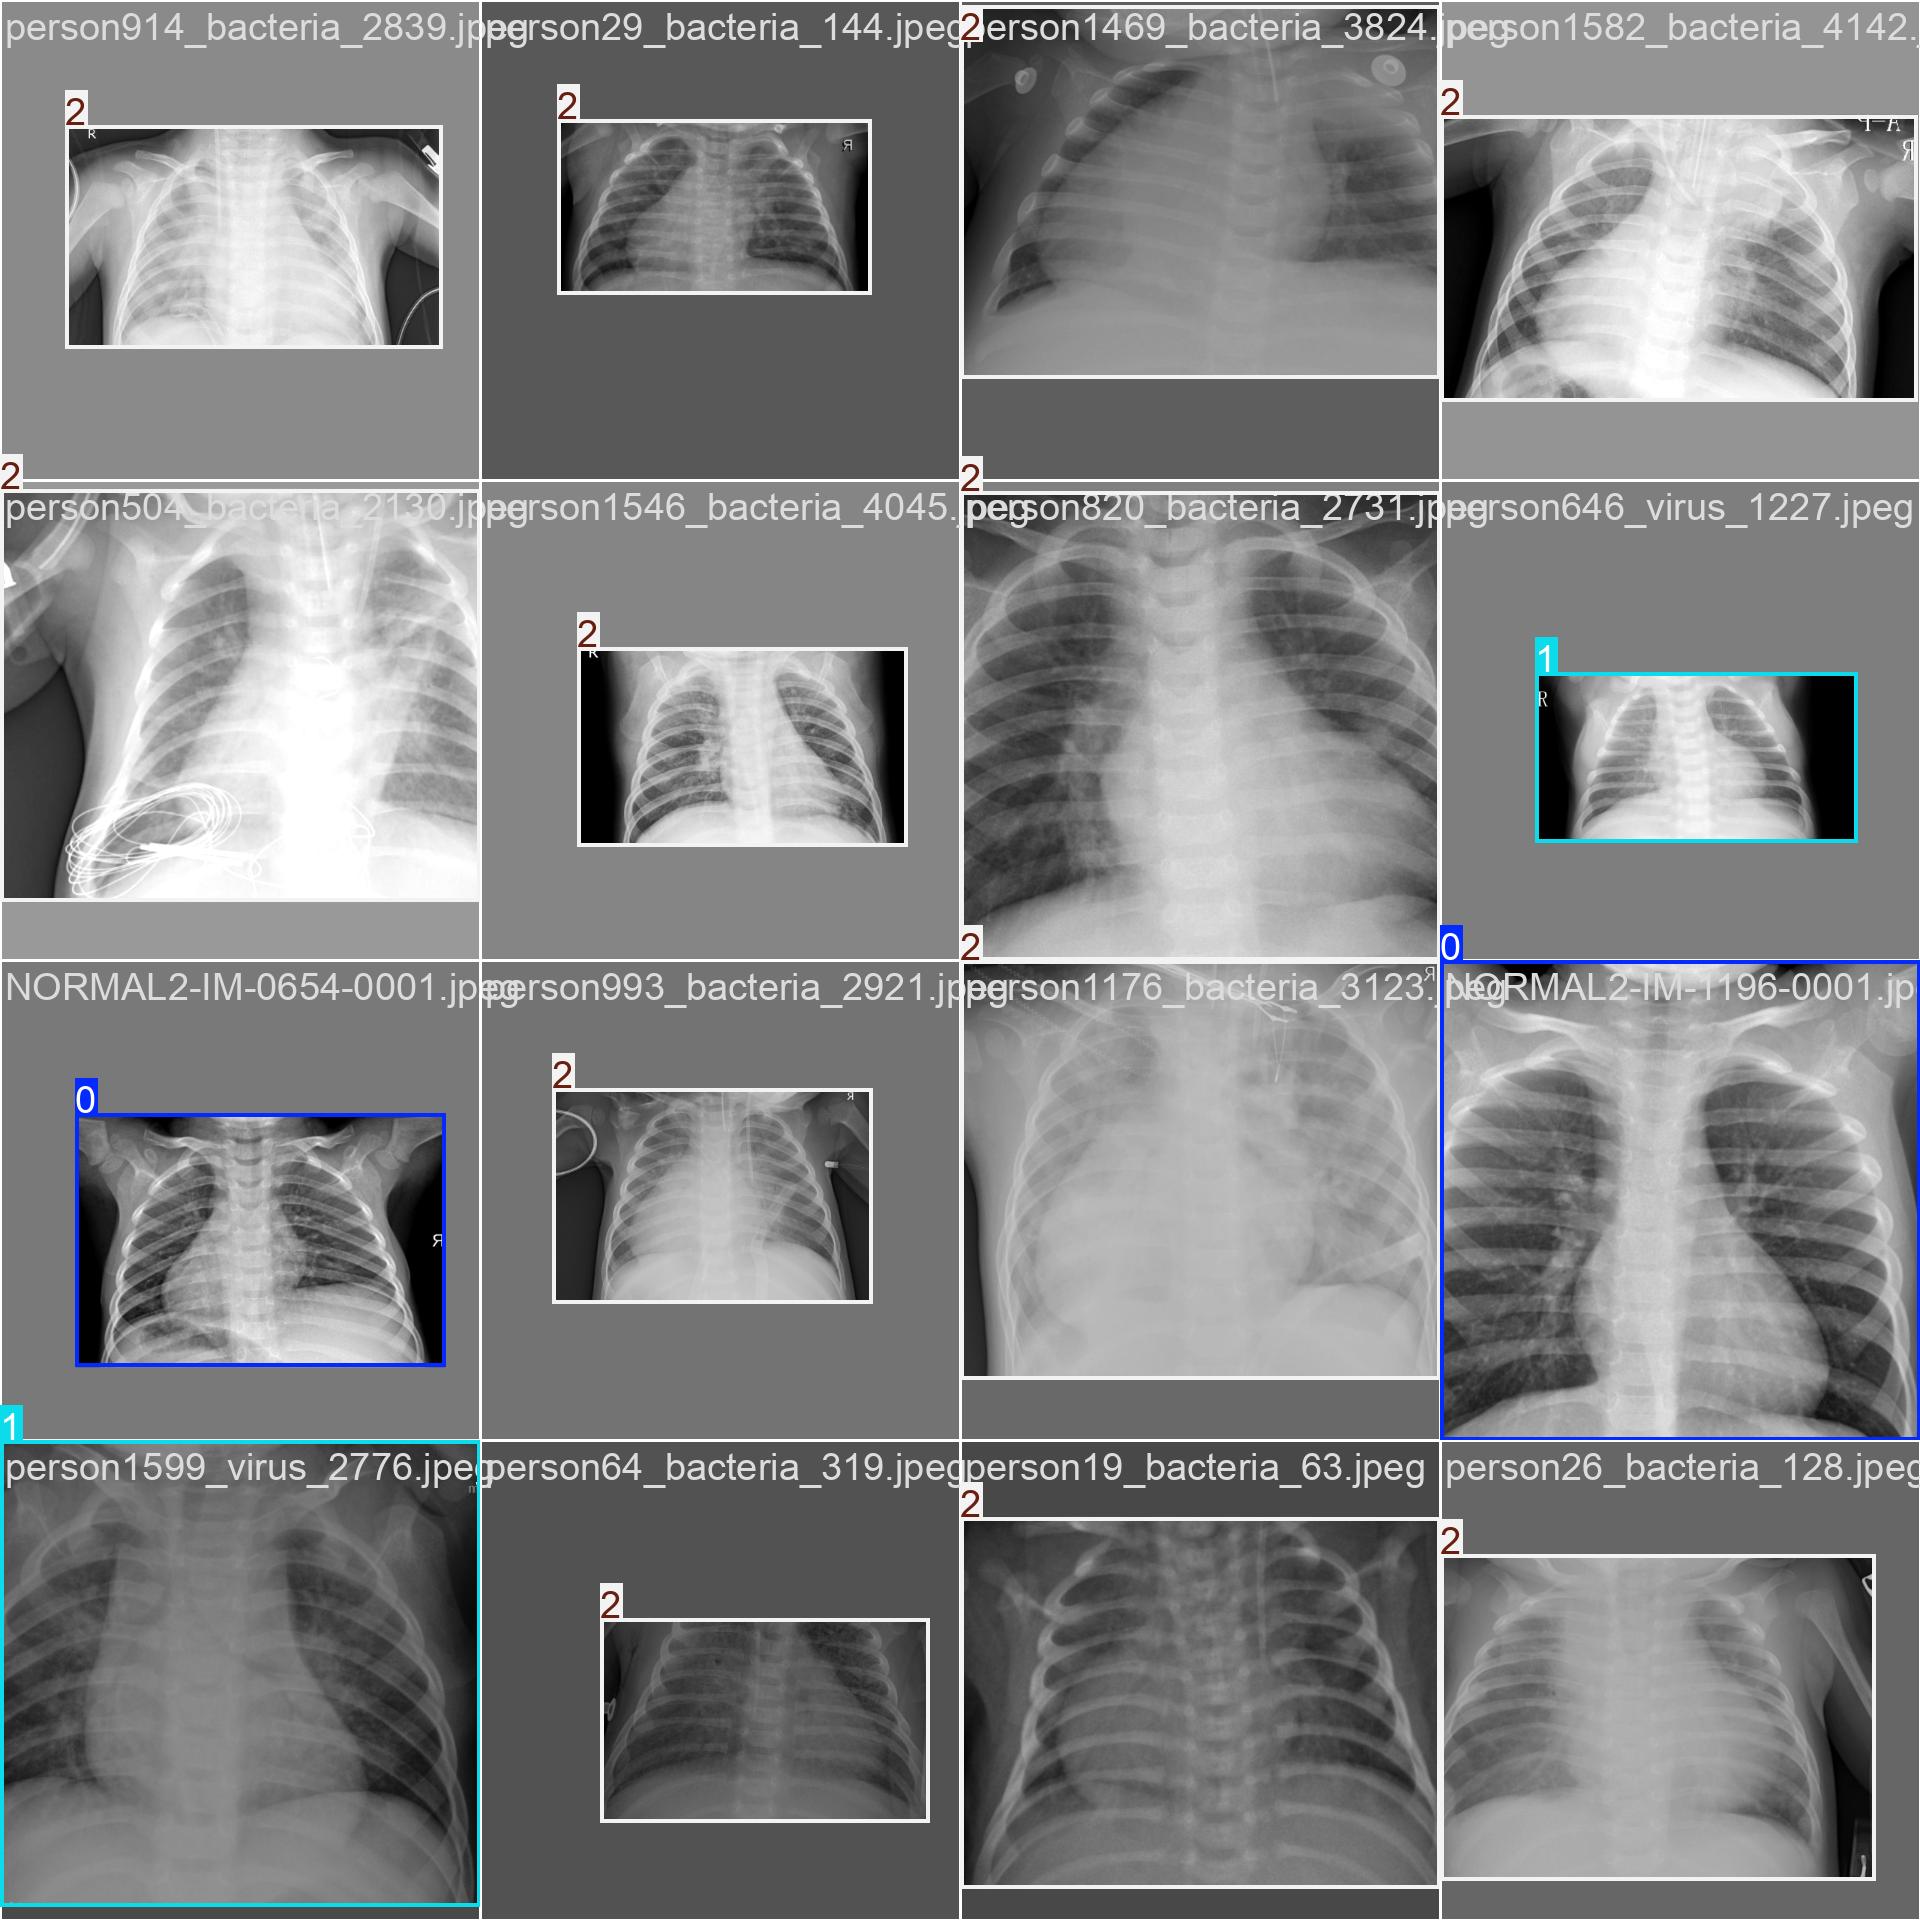 person914_bacteria_2839.jpeg
person29_bacteria_144.jpeg
2
person1469_bacteria_3824.jpeg
person1582_bacteria_4142.
2
R
2
R
2
A-P
R
2
person504_bacteria_2130.jpeg
person1546_bacteria_4045.jpeg
2
person820_bacteria_2731.jpeg
person646_virus_1227.jpeg
2
R
1
R
NORMAL2-IM-0654-0001.jpeg
person993_bacteria_2921.jpeg
2
person1176_bacteria_3123.jpeg
R
0
NORMAL2-IM-1196-0001.jp
0
R
2
R
1
person1599_virus_2776.jpeg
person64_bacteria_319.jpeg
person19_bacteria_63.jpeg
person26_bacteria_128.jpeg
2
2
2